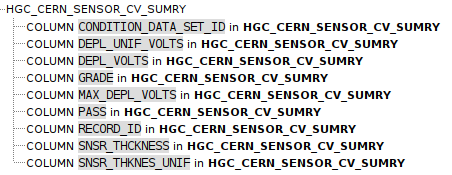 HGC_CERN_SENSOR_CV_SUMRY
COLUMN CONDITION_DATA_SET_ID in HGC_CERN_SENSOR_CV_SUMRY
COLUMN DEPL_UNIF_VOLTS in HGC_CERN_SENSOR_CV_SUMRY
COLUMN DEPL_VOLTS in HGC_CERN_SENSOR_CV_SUMRY
COLUMN GRADE in HGC_CERN_SENSOR_CV_SUMRY
COLUMN MAX_DEPL_VOLTS in HGC_CERN_SENSOR_CV_SUMRY
COLUMN PASS in HGC_CERN_SENSOR_CV_SUMRY
COLUMN RECORD_ID in HGC_CERN_SENSOR_CV_SUMRY
COLUMN SNSR_THCKNESS in HGC_CERN_SENSOR_CV_SUMRY
COLUMN SNSR_THKNES_UNIF in HGC_CERN_SENSOR_CV_SUMRY